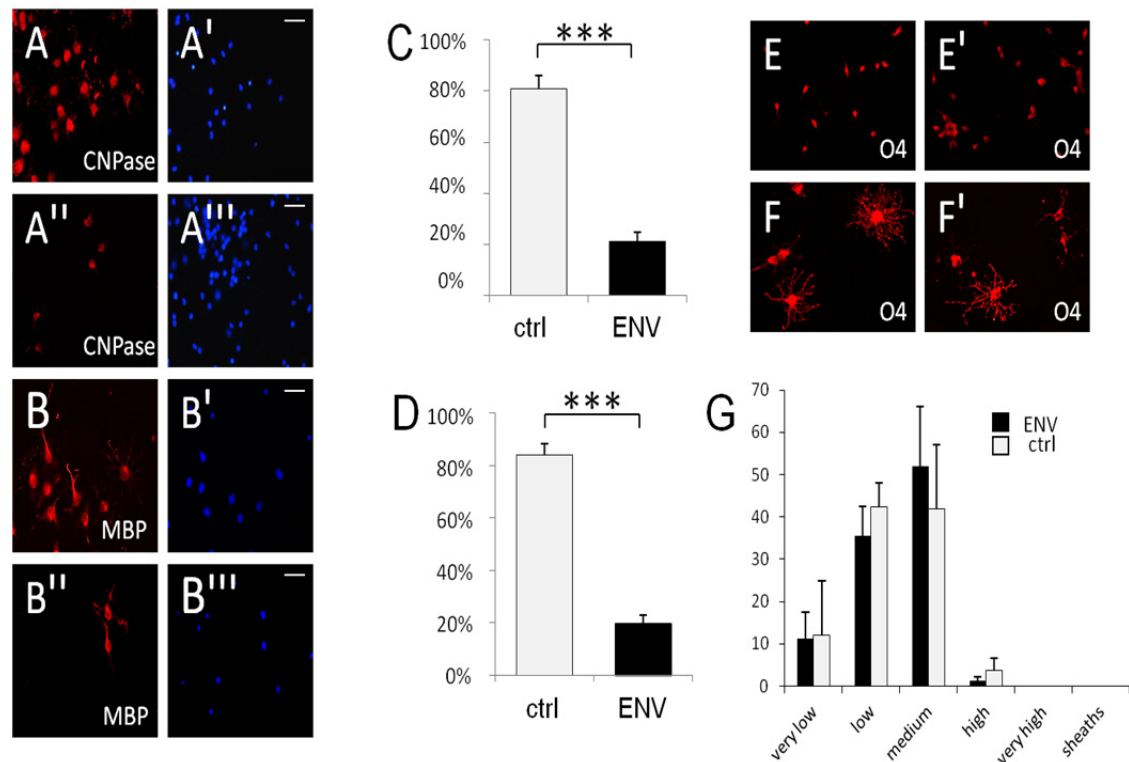 A
CNPase
A'
A''
CNPase
A'''
B
MBP
B'
B''
MBP
B'''
C
100%
80%
60%
40%
20%
0%
***
ctrl
ENV
D
100%
80%
60%
40%
20%
0%
***
ctrl
ENV
E
O4
E'
O4
F
O4
F'
O4
G
70
60
50
40
30
20
10
0
ENV
ctrl
very low
low
medium
high
very high
sheaths